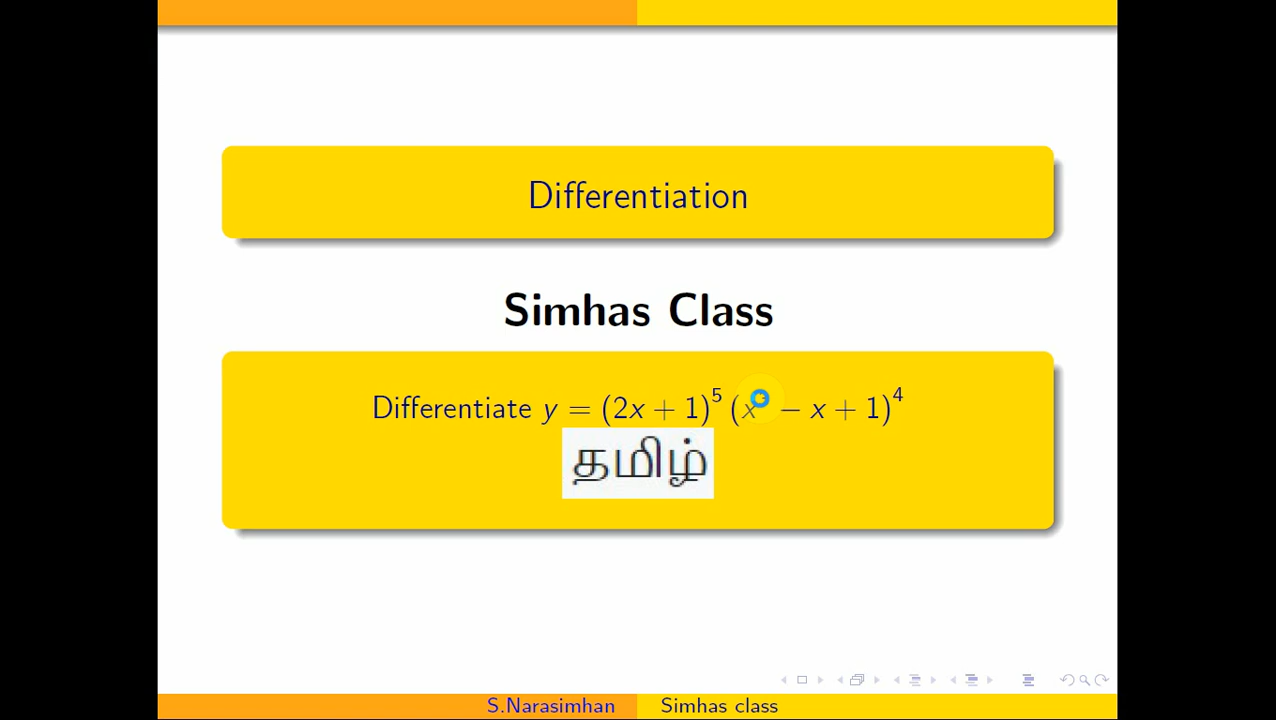 Differentiation
Simhas Class
Differentiate y = (2x + 1)^5 (x − x + 1)^4
தமிழ்
S.Narasimhan Simhas class